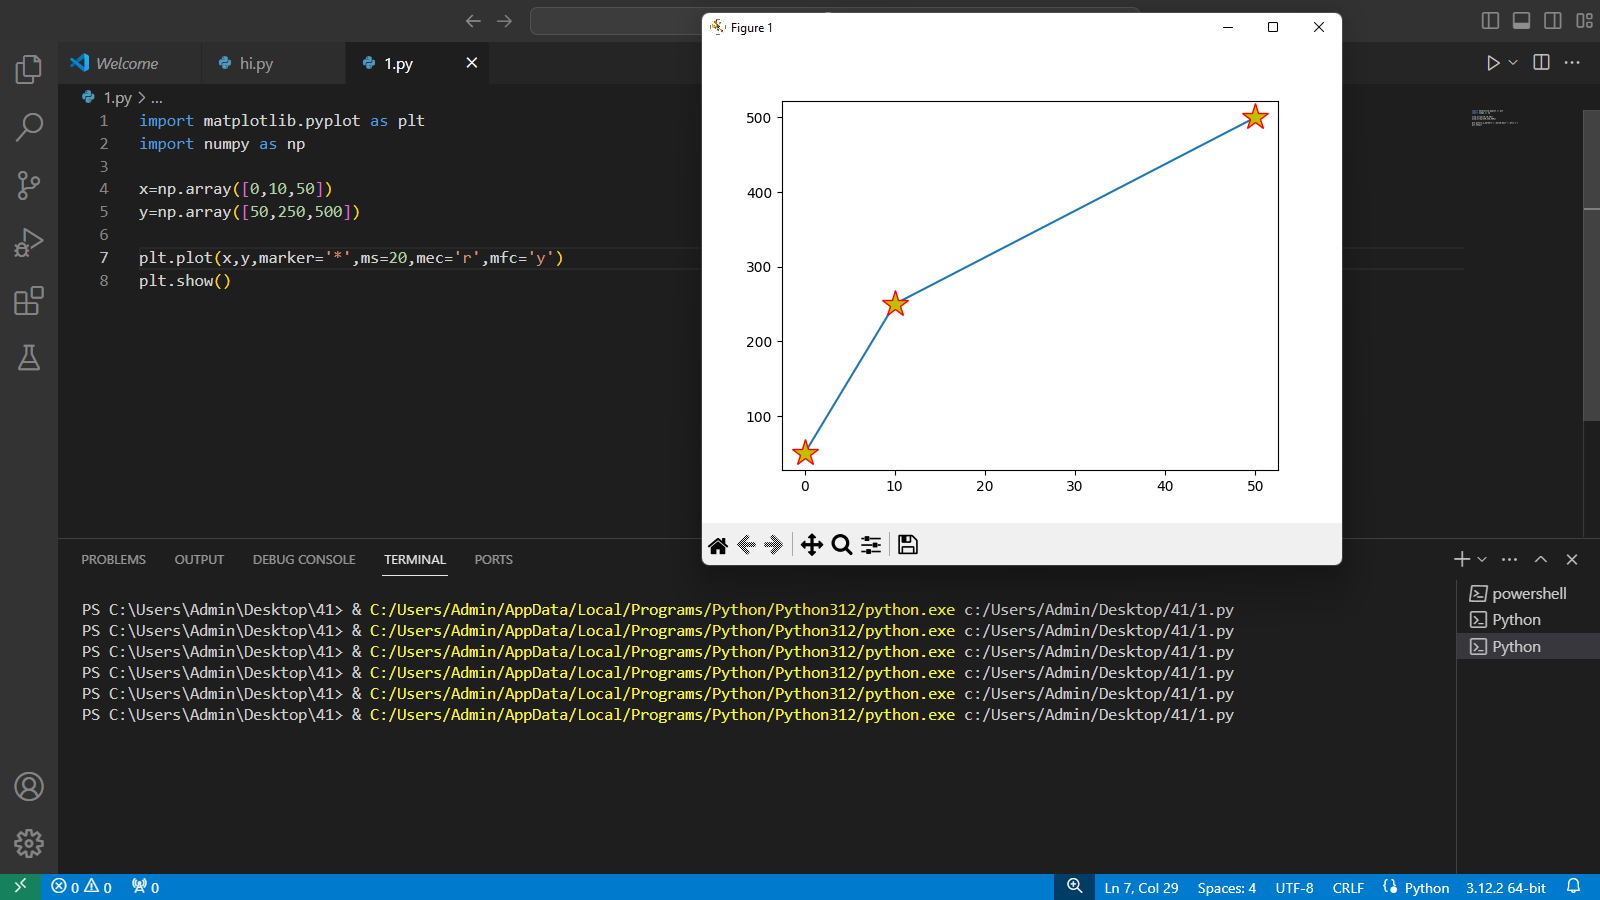 Figure 1
Welcome
hi.py
1.py
1.py > ...
1 import matplotlib.pyplot as plt
2 import numpy as np
3
4 x=np.array([0,10,50])
5 y=np.array([50,250,500])
6
7 plt.plot(x,y,marker='*',ms=20,mec='r',mfc='y')
8 plt.show()
500
400
300
200
100
0 10 20 30 40 50
PROBLEMS OUTPUT DEBUG CONSOLE TERMINAL PORTS
PS C:\Users\Admin\Desktop\41> & C:/Users/Admin/AppData/Local/Programs/Python/Python312/python.exe c:/Users/Admin/Desktop/41/1.py
PS C:\Users\Admin\Desktop\41> & C:/Users/Admin/AppData/Local/Programs/Python/Python312/python.exe c:/Users/Admin/Desktop/41/1.py
PS C:\Users\Admin\Desktop\41> & C:/Users/Admin/AppData/Local/Programs/Python/Python312/python.exe c:/Users/Admin/Desktop/41/1.py
PS C:\Users\Admin\Desktop\41> & C:/Users/Admin/AppData/Local/Programs/Python/Python312/python.exe c:/Users/Admin/Desktop/41/1.py
PS C:\Users\Admin\Desktop\41> & C:/Users/Admin/AppData/Local/Programs/Python/Python312/python.exe c:/Users/Admin/Desktop/41/1.py
PS C:\Users\Admin\Desktop\41> & C:/Users/Admin/AppData/Local/Programs/Python/Python312/python.exe c:/Users/Admin/Desktop/41/1.py
powershell
Python
Python
0 0 0 Ln 7, Col 29 Spaces: 4 UTF-8 CRLF Python 3.12.2 64-bit